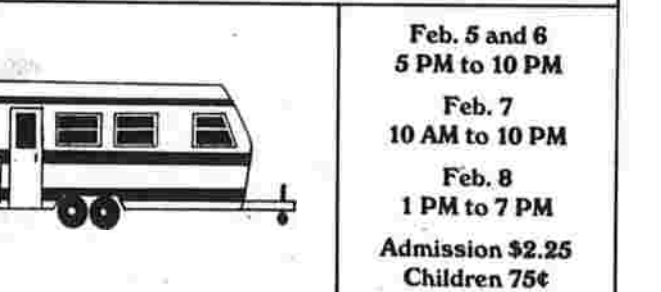 Feb. 5 and 6
5 PM to 10 PM
Feb. 7
10 AM to 10 PM
Feb. 8
1 PM to 7 PM
Admission $2.25
Children 75¢